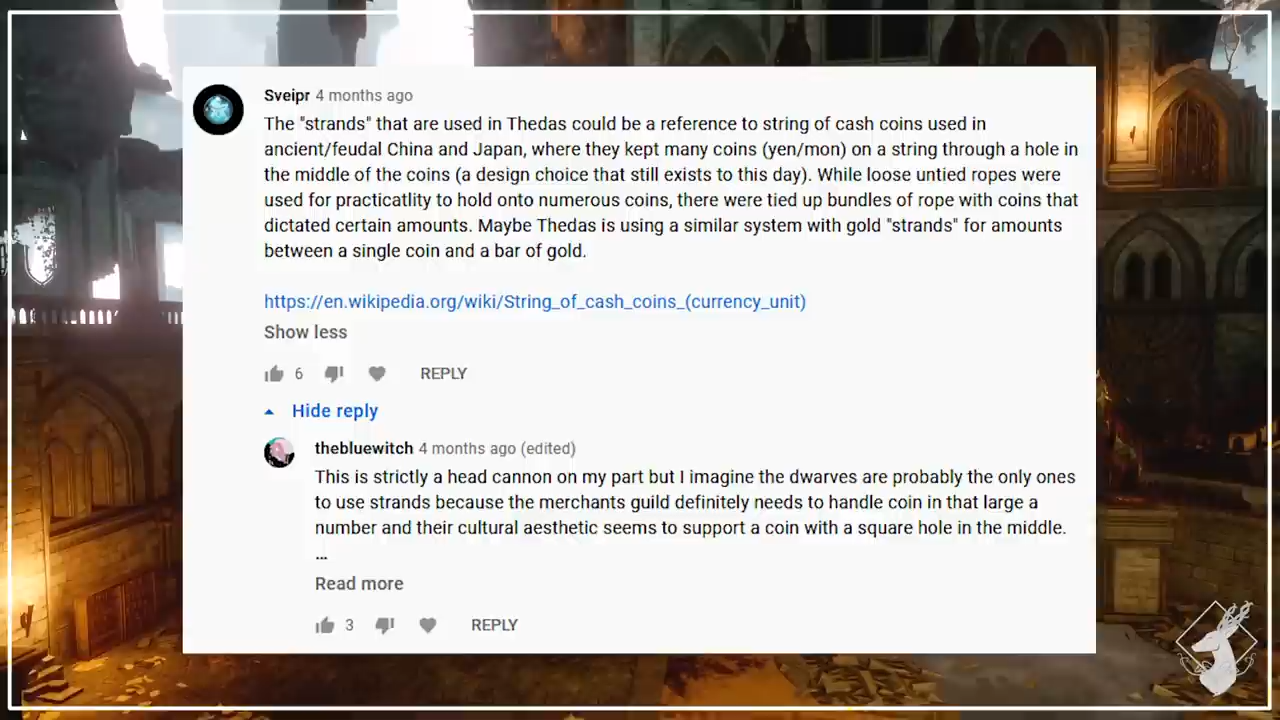 Sveipr 4 months ago
The "strands" that are used in Thedas could be a reference to string of cash coins used in
ancient/feudal China and Japan, where they kept many coins (yen/mon) on a string through a hole in
the middle of the coins (a design choice that still exists to this day). While loose untied ropes were
used for practicatlity to hold onto numerous coins, there were tied up bundles of rope with coins that
dictated certain amounts. Maybe Thedas is using a similar system with gold "strands" for amounts
between a single coin and a bar of gold.
https://en.wikipedia.org/wiki/String_of_cash_coins_(currency_unit)
Show less
6 REPLY
Hide reply
thebluewitch 4 months ago (edited)
This is strictly a head cannon on my part but I imagine the dwarves are probably the only ones
to use strands because the merchants guild definitely needs to handle coin in that large a
number and their cultural aesthetic seems to support a coin with a square hole in the middle.
...
Read more
3 REPLY